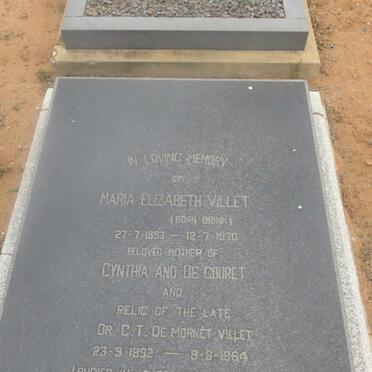 IN LOVING MEMORY
OF
MARIA ELIZABETH VILLET
(BORN BRINK)
27-7-1893 — 12-7-1970
BELOVED MOTHER OF
CYNTHIA AND DE COURET
AND
RELIC OF THE LATE
DR. C. T. DE MORNÉT VILLET
23-9-1892 — 8-8-1964